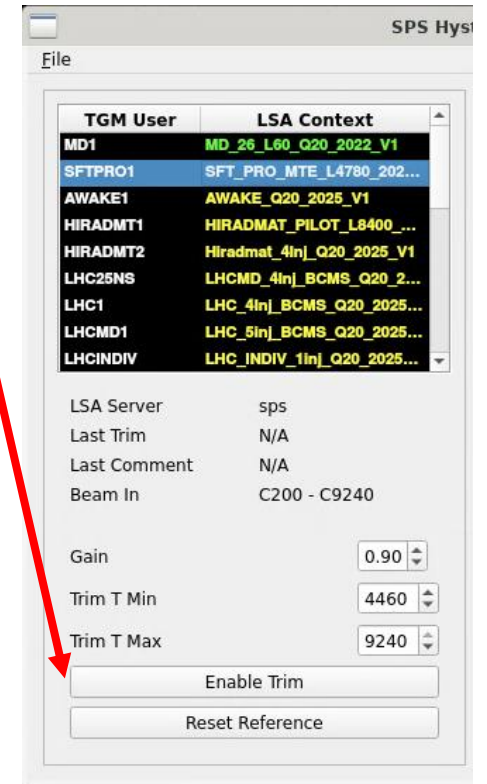 SPS Hyst
File
TGM User LSA Context
MD1 MD_26_L60_Q20_2022_V1
SFTPRO1 SFT_PRO_MTE_L4780_202...
AWAKE1 AWAKE_Q20_2025_V1
HIRADMT1 HIRADMAT_PILOT_L8400_...
HIRADMT2 Hiradmat_4Inj_Q20_2025_V1
LHC25NS LHCMD_4Inj_BCMS_Q20_2...
LHC1 LHC_4Inj_BCMS_Q20_2025...
LHCMD1 LHC_5Inj_BCMS_Q20_2025...
LHCINDIV LHC_INDIV_1Inj_Q20_2025...
LSA Server sps
Last Trim N/A
Last Comment N/A
Beam In C200 - C9240
Gain 0.90
Trim T Min 4460
Trim T Max 9240
Enable Trim
Reset Reference